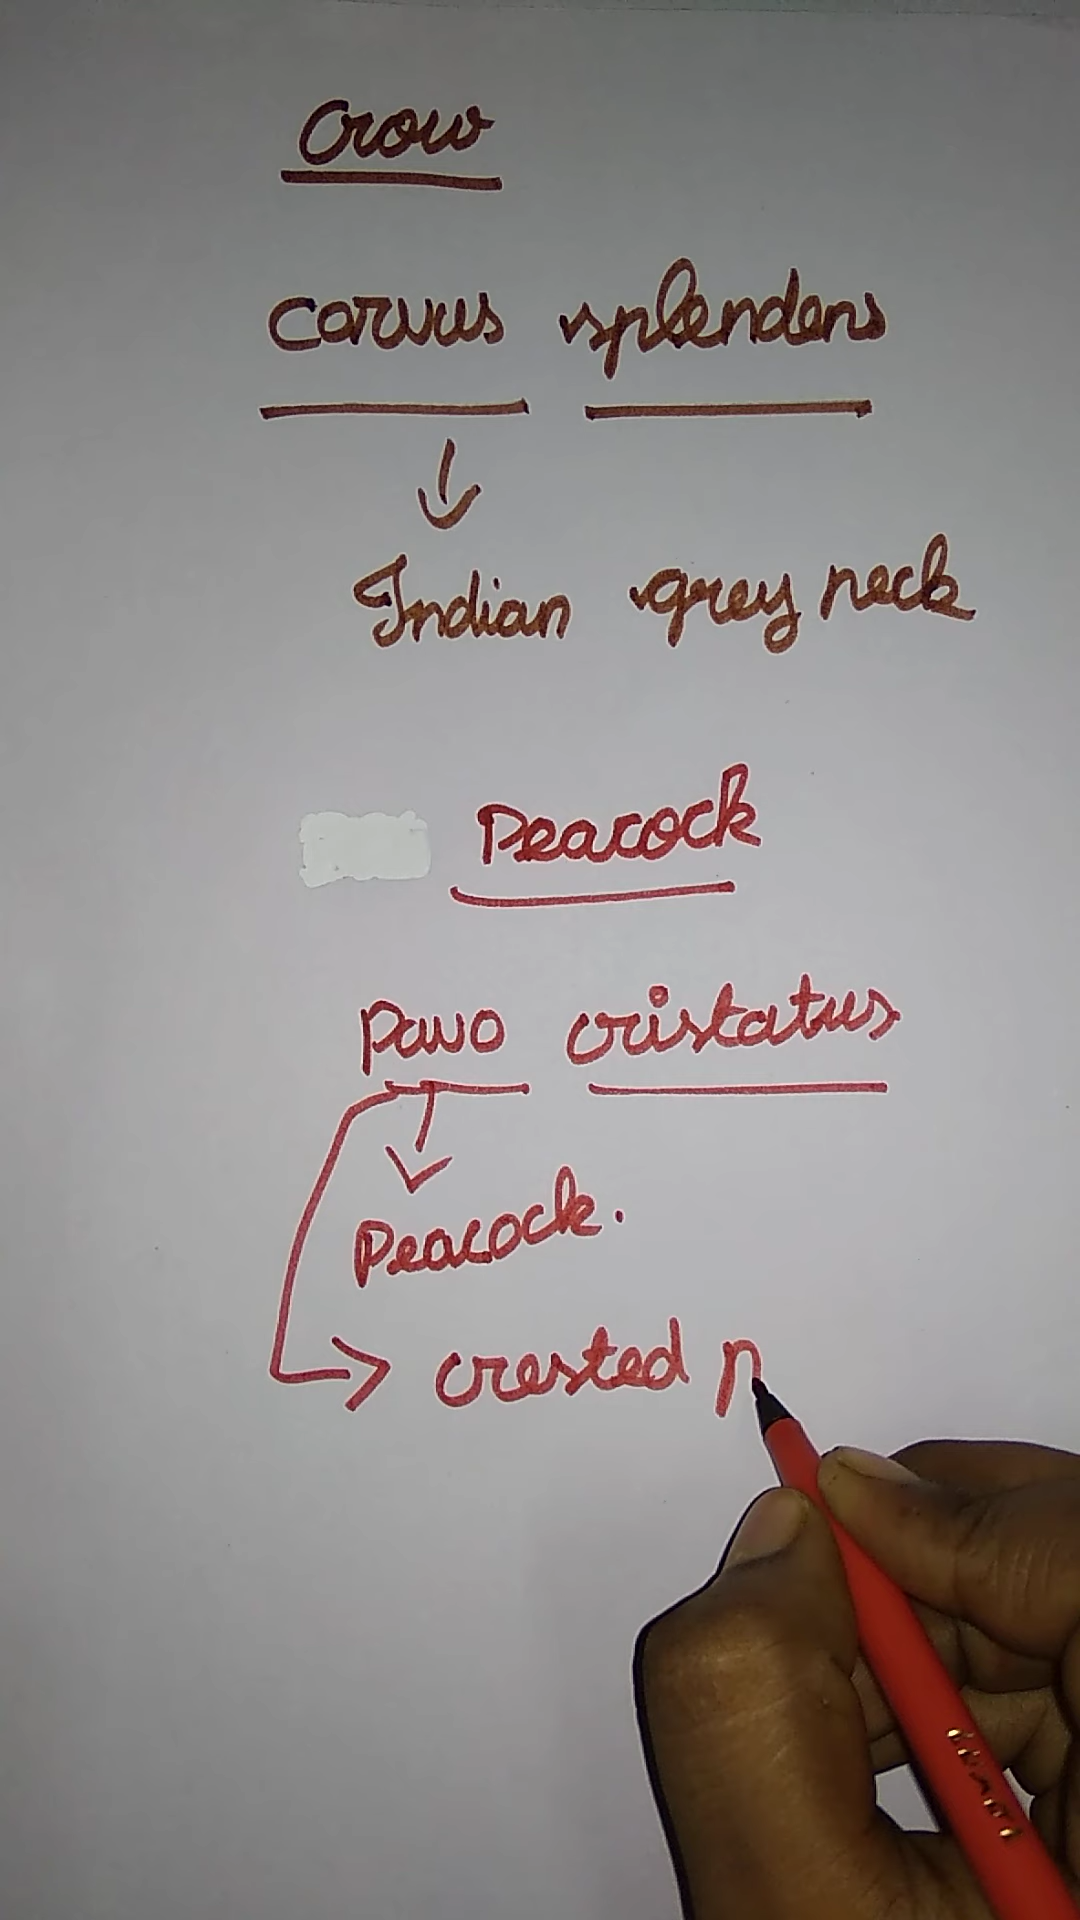 Crow
Corvus splendens
Indian grey neck
Peacock
Pavo cristatus
Peacock.
crested p